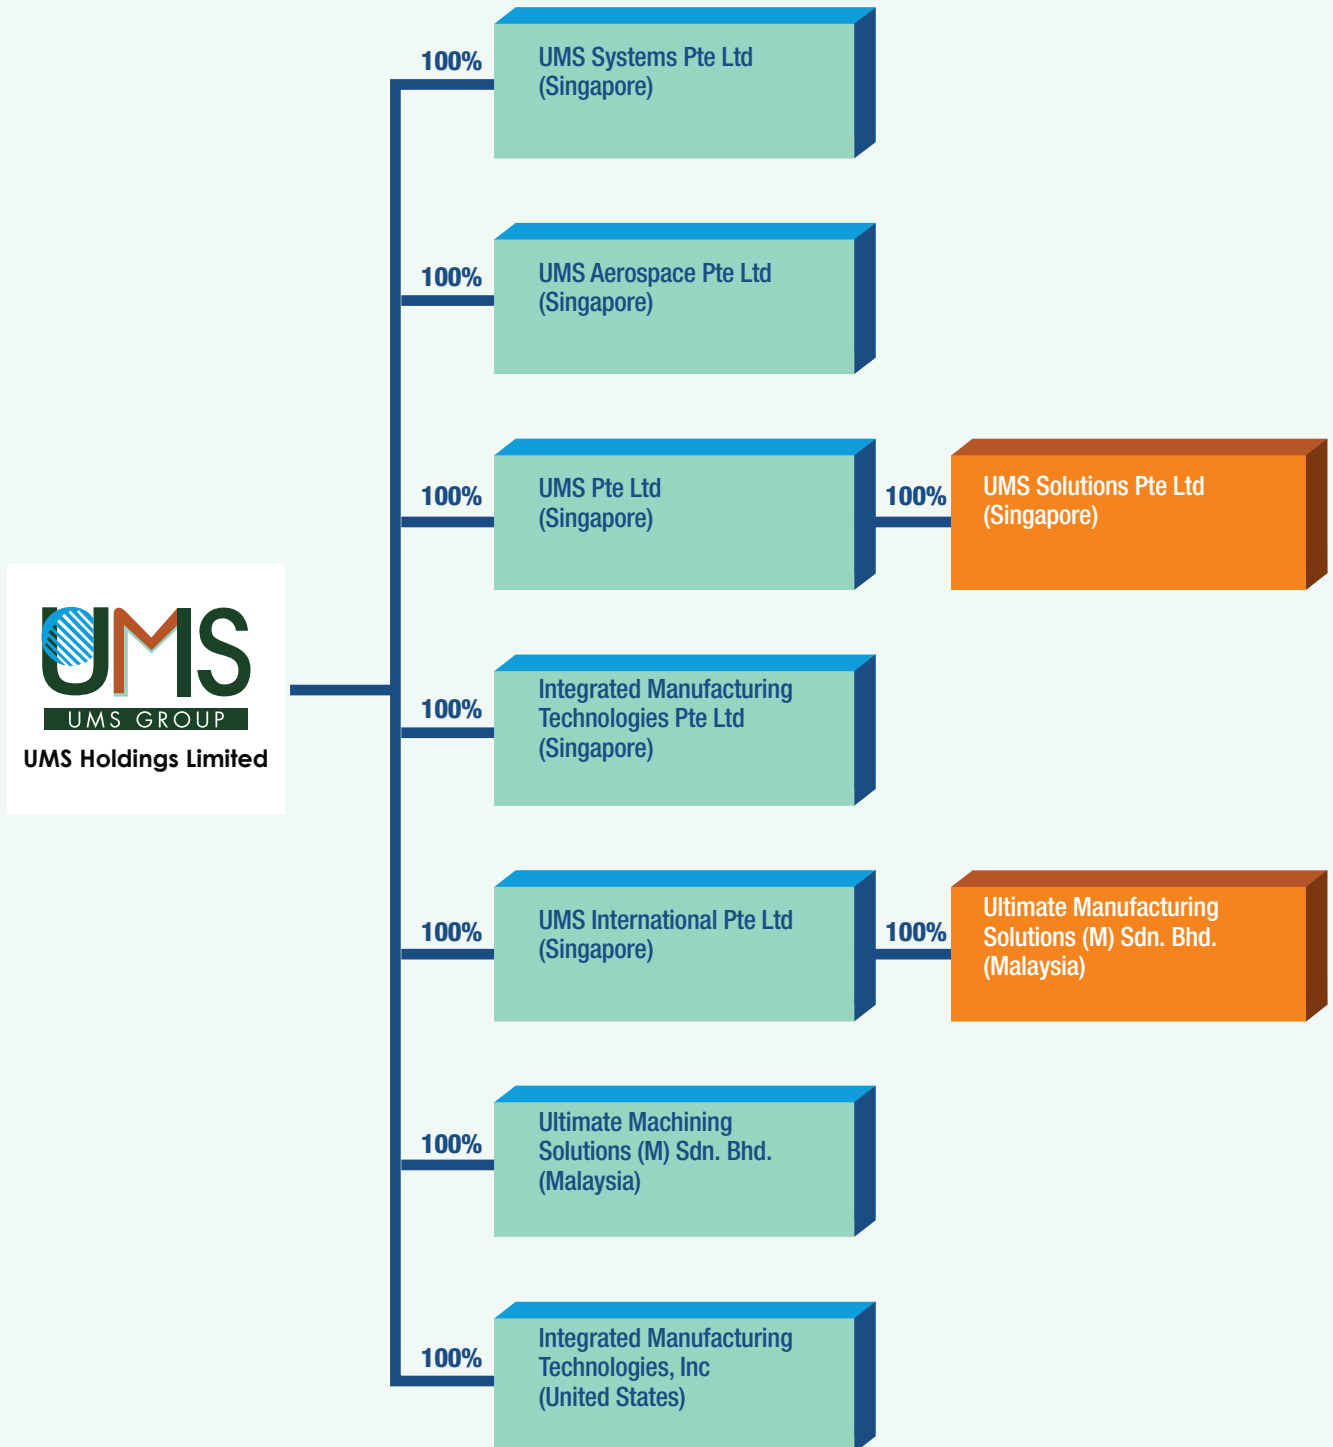 100%
UMS Systems Pte Ltd
(Singapore)
100%
UMS Aerospace Pte Ltd
(Singapore)
100%
UMS Pte Ltd
(Singapore)
100%
UMS Solutions Pte Ltd
(Singapore)
UMS
UMS GROUP
UMS Holdings Limited
100%
Integrated Manufacturing
Technologies Pte Ltd
(Singapore)
100%
UMS International Pte Ltd
(Singapore)
100%
Ultimate Manufacturing
Solutions (M) Sdn. Bhd.
(Malaysia)
100%
Ultimate Machining
Solutions (M) Sdn. Bhd.
(Malaysia)
100%
Integrated Manufacturing
Technologies, Inc
(United States)